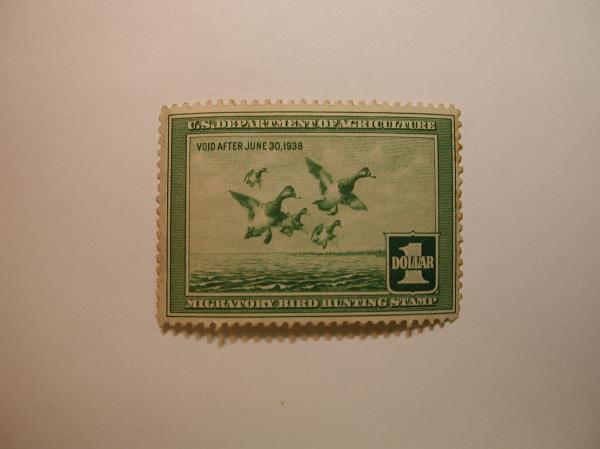 U.S. DEPARTMENT OF AGRICULTURE
VOID AFTER JUNE 30, 1938
1
DOLLAR
MIGRATORY BIRD HUNTING STAMP